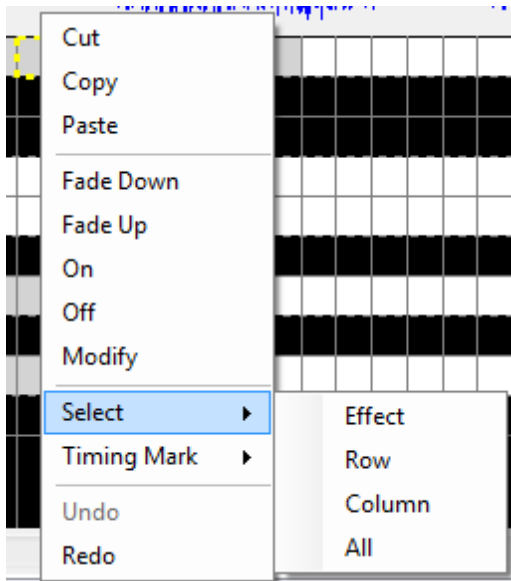 Cut
Copy
Paste
Fade Down
Fade Up
On
Off
Modify
Select
Timing Mark
Undo
Redo
Effect
Row
Column
All